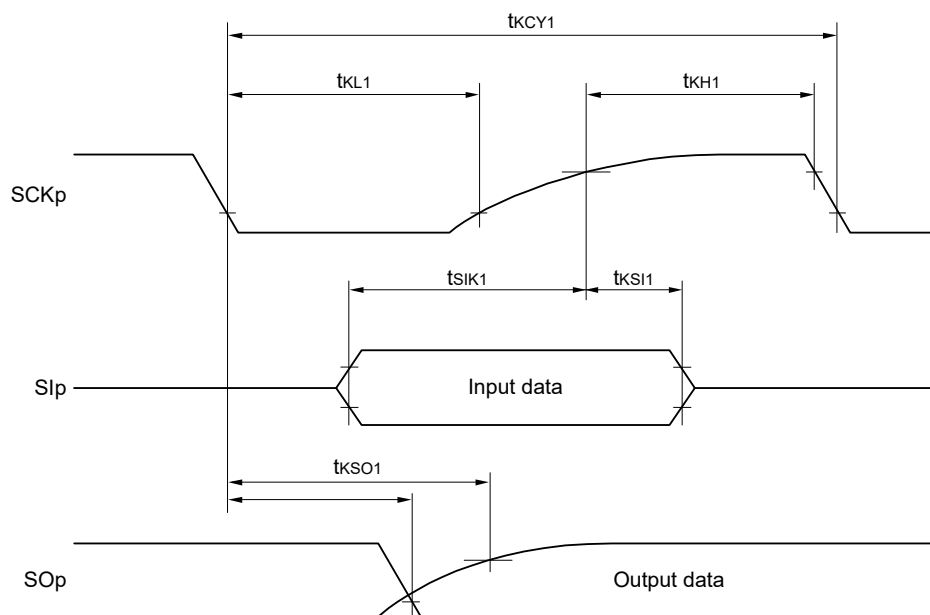 tKCY1
tKL1
tKH1
SCKp
tSIK1
tKSI1
SIp
Input data
tKSO1
SOp
Output data